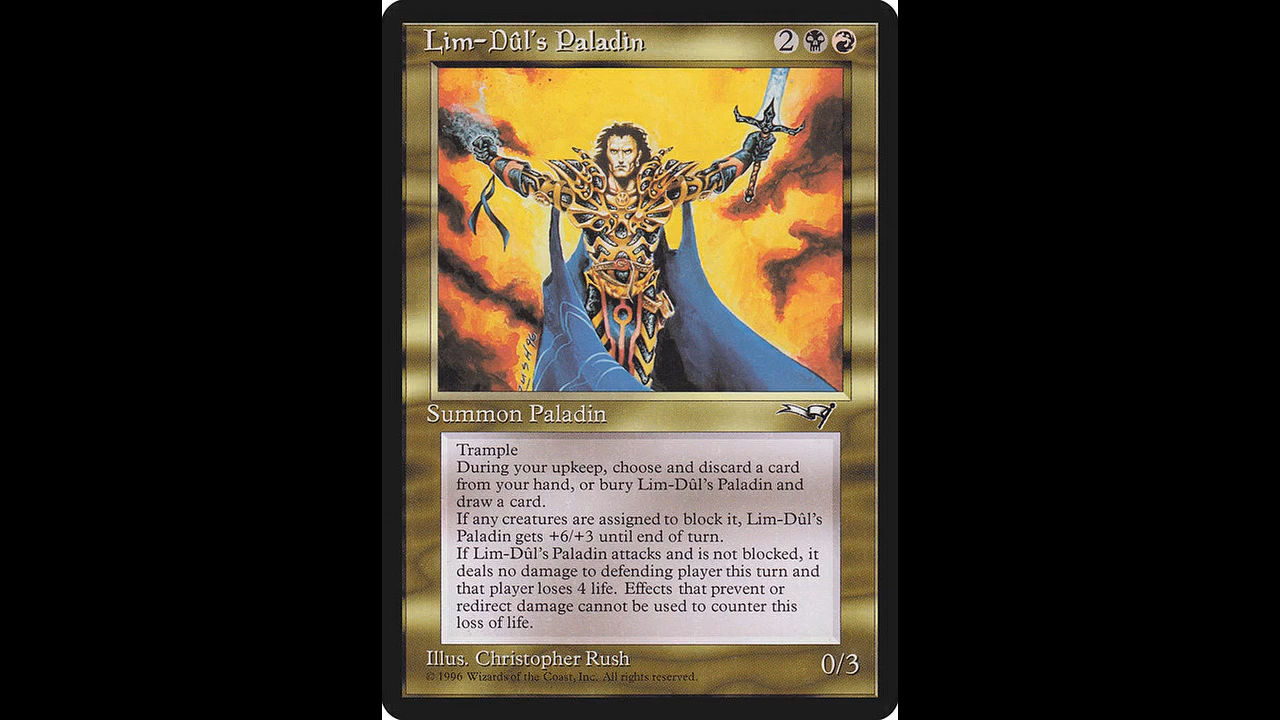 Lim-Dûl's Paladin
2
Summon Paladin
Trample
During your upkeep, choose and discard a card
from your hand, or bury Lim-Dûl's Paladin and
draw a card.
If any creatures are assigned to block it, Lim-Dûl's
Paladin gets +6/+3 until end of turn.
If Lim-Dûl's Paladin attacks and is not blocked, it
deals no damage to defending player this turn and
that player loses 4 life. Effects that prevent or
redirect damage cannot be used to counter this
loss of life.
Illus. Christopher Rush
0/3
© 1996 Wizards of the Coast, Inc. All rights reserved.